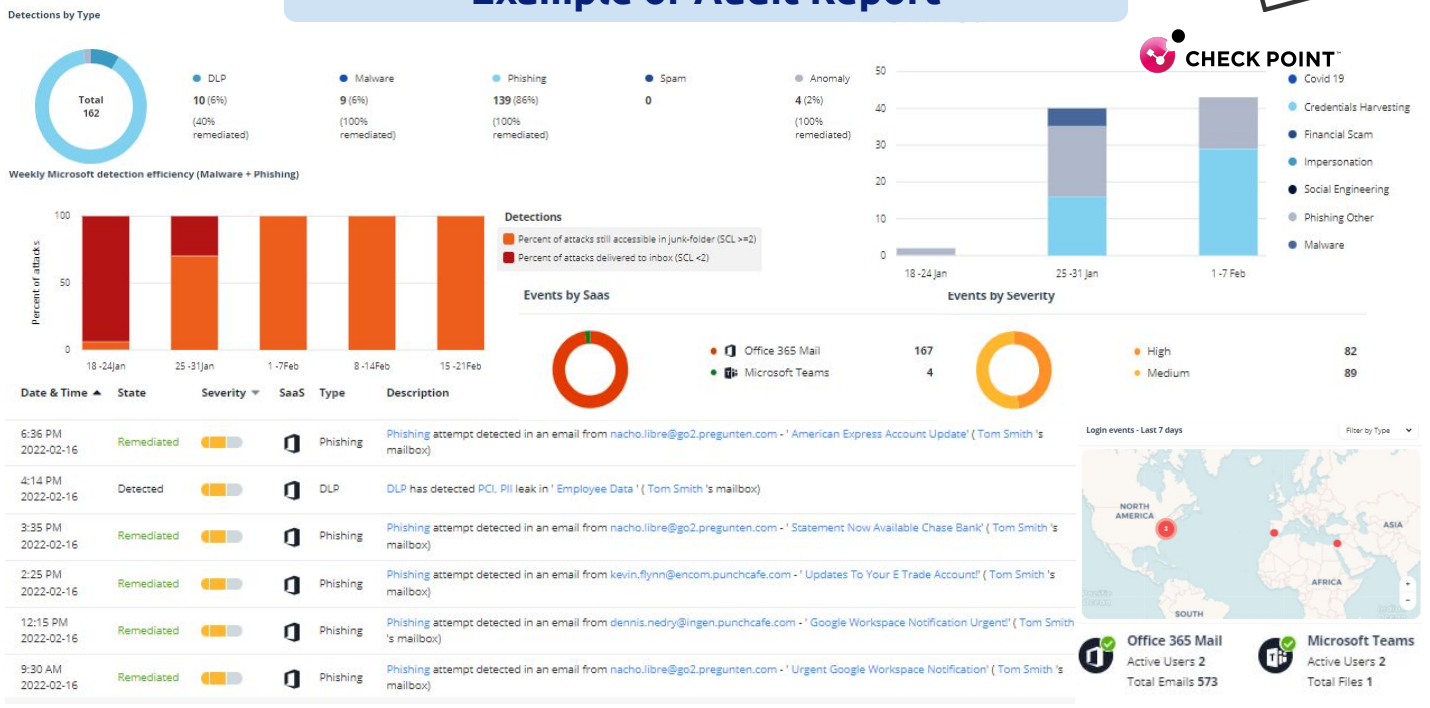 Example of Audit Report
Detections by Type
CHECK POINT
Total
162
DLP
10 (6%)
(40%
remediated)
Malware
9 (6%)
(100%
remediated)
Phishing
139 (86%)
(100%
remediated)
Spam
0
Anomaly
4 (2%)
(100%
remediated)
50
40
30
20
10
0
18 -24 Jan
25 -31 Jan
1 -7 Feb
Covid 19
Credentials Harvesting
Financial Scam
Impersonation
Social Engineering
Phishing Other
Malware
Weekly Microsoft detection efficiency (Malware + Phishing)
Percent of attacks
100
50
0
18 -24Jan
25 -31Jan
1 -7Feb
8 -14Feb
15 -21Feb
Detections
Percent of attacks still accessible in junk-folder (SCL >=2)
Percent of attacks delivered to inbox (SCL <2)
Events by Saas
Office 365 Mail 167
Microsoft Teams 4
Events by Severity
High 82
Medium 89
Date & Time State Severity SaaS Type Description
6:36 PM
2022-02-16
Remediated
Phishing
Phishing attempt detected in an email from nacho.libre@go2.pregunten.com - ' American Express Account Update' ( Tom Smith 's
mailbox)
4:14 PM
2022-02-16
Detected
DLP
DLP has detected PCI, PII leak in ' Employee Data ' ( Tom Smith 's mailbox)
3:35 PM
2022-02-16
Remediated
Phishing
Phishing attempt detected in an email from nacho.libre@go2.pregunten.com - ' Statement Now Available Chase Bank' ( Tom Smith 's
mailbox)
2:25 PM
2022-02-16
Remediated
Phishing
Phishing attempt detected in an email from kevin.flynn@encom.punchcafe.com - ' Updates To Your E Trade Account!' ( Tom Smith 's
mailbox)
12:15 PM
2022-02-16
Remediated
Phishing
Phishing attempt detected in an email from dennis.nedry@ingen.punchcafe.com - ' Google Workspace Notification Urgent!' ( Tom Smith
's mailbox)
9:30 AM
2022-02-16
Remediated
Phishing
Phishing attempt detected in an email from nacho.libre@go2.pregunten.com - ' Urgent Google Workspace Notification' ( Tom Smith 's
mailbox)
Login events - Last 7 days
Filter by Type
NORTH
AMERICA
ASIA
AFRICA
SOUTH
+
-
Office 365 Mail
Active Users 2
Total Emails 573
Microsoft Teams
Active Users 2
Total Files 1